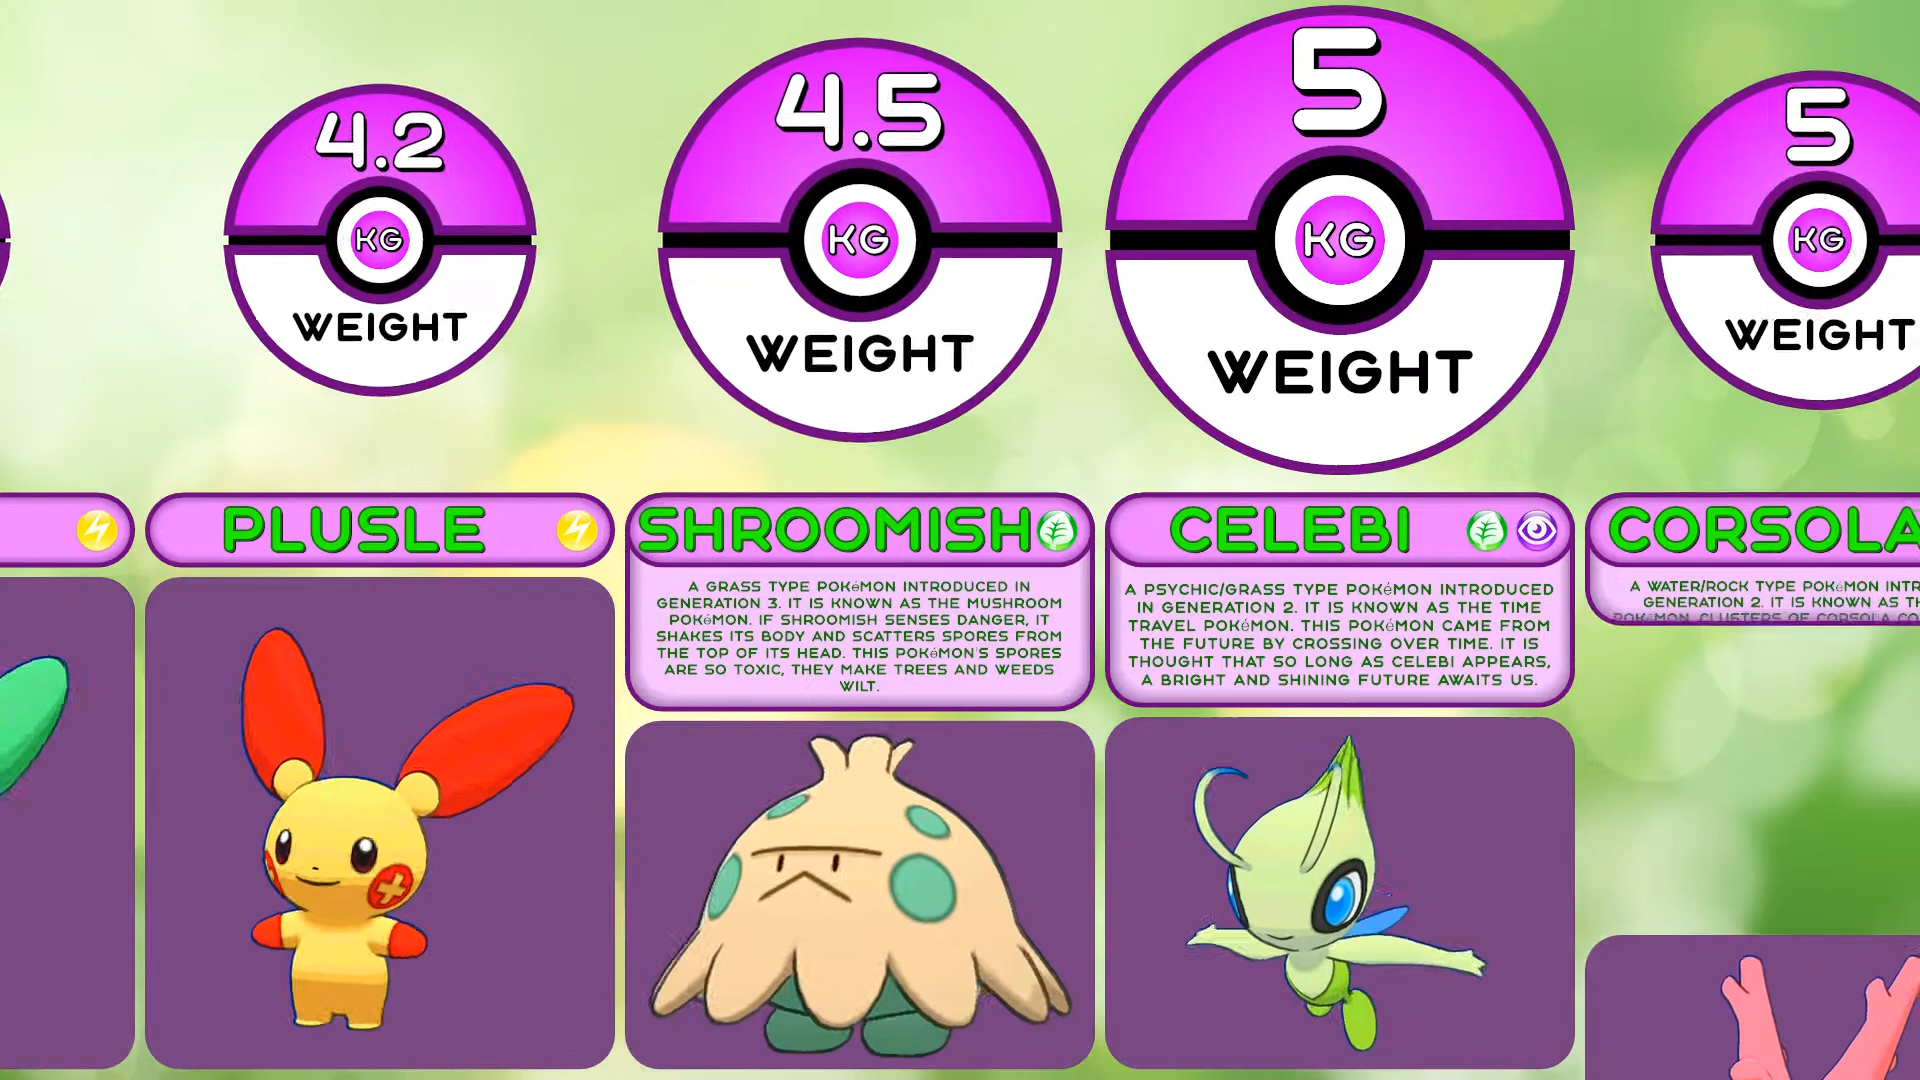 4.2
KG
WEIGHT
4.5
KG
WEIGHT
5
KG
WEIGHT
5
KG
WEIGHT
PLUSLE
SHROOMISH
A GRASS TYPE POKéMON INTRODUCED IN
GENERATION 3. IT IS KNOWN AS THE MUSHROOM
POKéMON. IF SHROOMISH SENSES DANGER, IT
SHAKES ITS BODY AND SCATTERS SPORES FROM
THE TOP OF ITS HEAD. THIS POKéMON'S SPORES
ARE SO TOXIC, THEY MAKE TREES AND WEEDS
WILT.
CELEBI
A PSYCHIC/GRASS TYPE POKéMON INTRODUCED
IN GENERATION 2. IT IS KNOWN AS THE TIME
TRAVEL POKéMON. THIS POKéMON CAME FROM
THE FUTURE BY CROSSING OVER TIME. IT IS
THOUGHT THAT SO LONG AS CELEBI APPEARS,
A BRIGHT AND SHINING FUTURE AWAITS US.
CORSOLA
A WATER/ROCK TYPE POKéMON
GENERATION 2. IT IS KNOWN AS
POKéMON. CLUSTERS OF CORSOLA